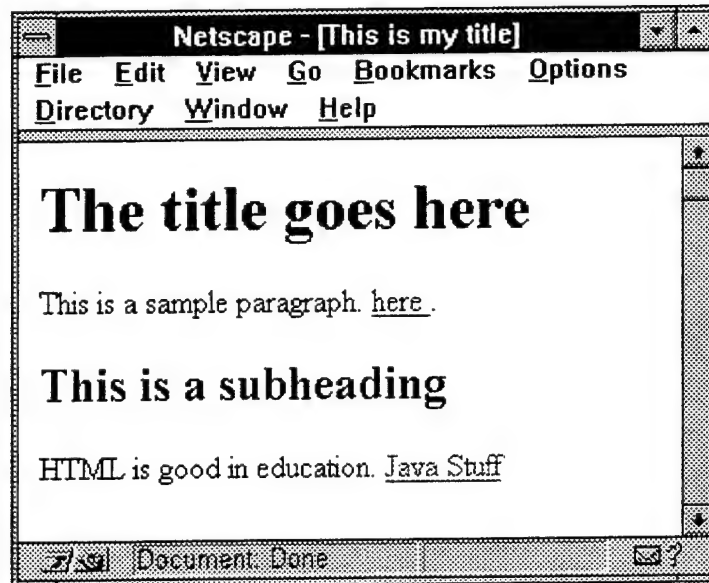 Netscape - [This is my title]
File Edit View Go Bookmarks Options
Directory Window Help
The title goes here
This is a sample paragraph. here .
This is a subheading
HTML is good in education. Java Stuff
Document: Done
?